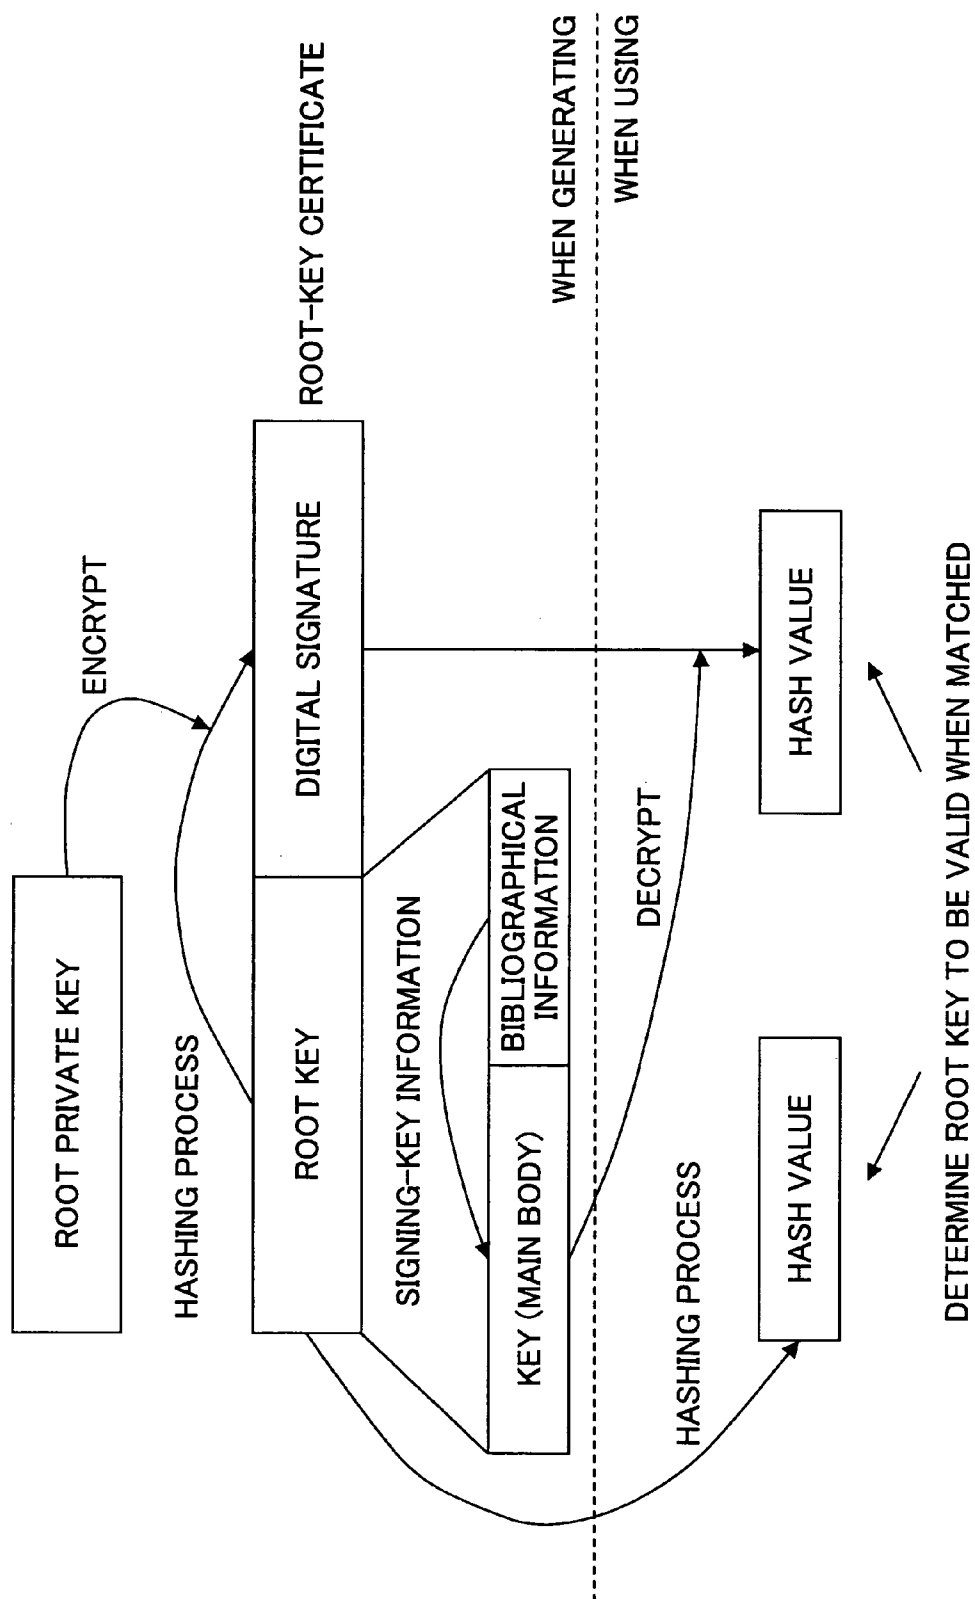 ROOT PRIVATE KEY
ENCRYPT
HASHING PROCESS
ROOT KEY
DIGITAL SIGNATURE
ROOT-KEY CERTIFICATE
SIGNING-KEY INFORMATION
KEY (MAIN BODY)
BIBLIOGRAPHICAL
INFORMATION
WHEN GENERATING
WHEN USING
HASHING PROCESS
DECRYPT
HASH VALUE
HASH VALUE
DETERMINE ROOT KEY TO BE VALID WHEN MATCHED